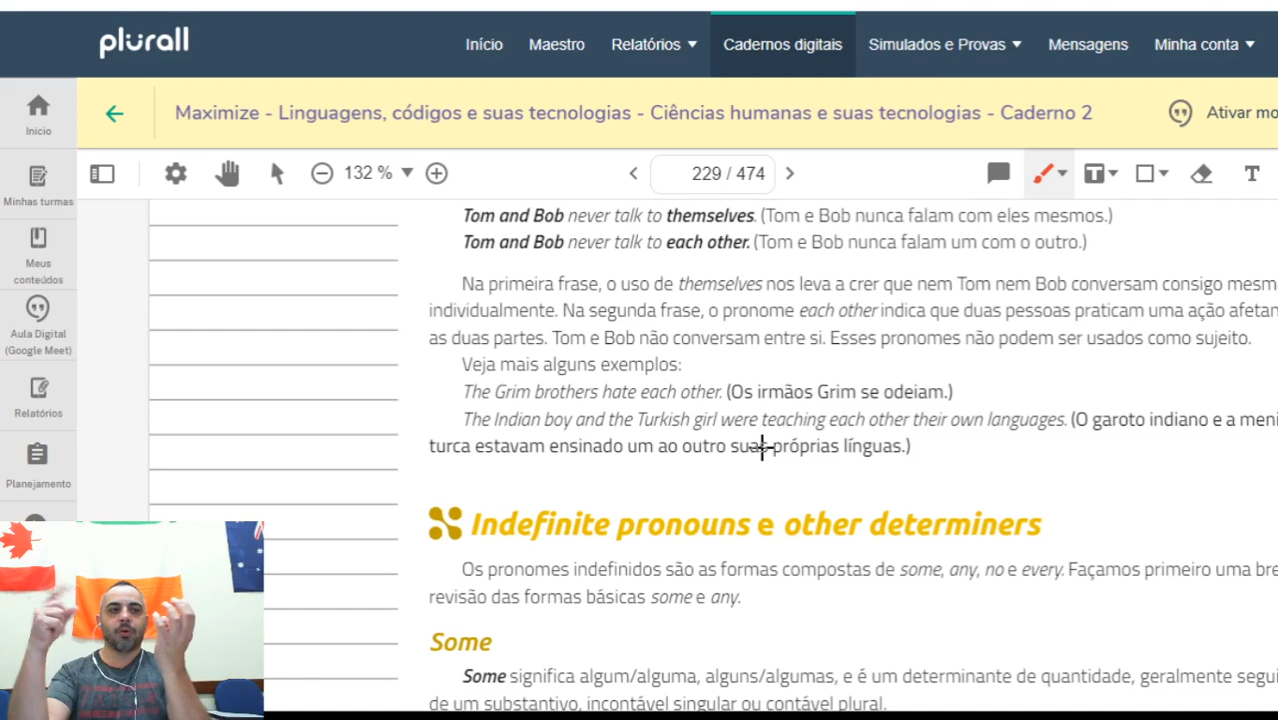 plurall
Início Maestro Relatórios Cadernos digitais Simulados e Provas Mensagens Minha conta
Inicio
Minhas turmas
Meus
conteúdos
Aula Digital
(Google Meet)
Relatórios
Planejamento
Maximize - Linguagens, códigos e suas tecnologias - Ciências humanas e suas tecnologias - Caderno 2
Ativar mo
132 %
229 / 474
T
T
Tom and Bob never talk to themselves. (Tom e Bob nunca falam com eles mesmos.)
Tom and Bob never talk to each other. (Tom e Bob nunca falam um com o outro.)
Na primeira frase, o uso de themselves nos leva a crer que nem Tom nem Bob conversam consigo mesm
individualmente. Na segunda frase, o pronome each other indica que duas pessoas praticam uma ação afetan
as duas partes. Tom e Bob não conversam entre si. Esses pronomes não podem ser usados como sujeito.
Veja mais alguns exemplos:
The Grim brothers hate each other. (Os irmãos Grim se odeiam.)
The Indian boy and the Turkish girl were teaching each other their own languages. (O garoto indiano e a meni
turca estavam ensinado um ao outro suas próprias línguas.)
Indefinite pronouns e other determiners
Os pronomes indefinidos são as formas compostas de some, any, no e every. Façamos primeiro uma bre
revisão das formas básicas some e any.
Some
Some significa algum/alguma, alguns/algumas, e é um determinante de quantidade, geralmente segui
de um substantivo, incontável singular ou contável plural.